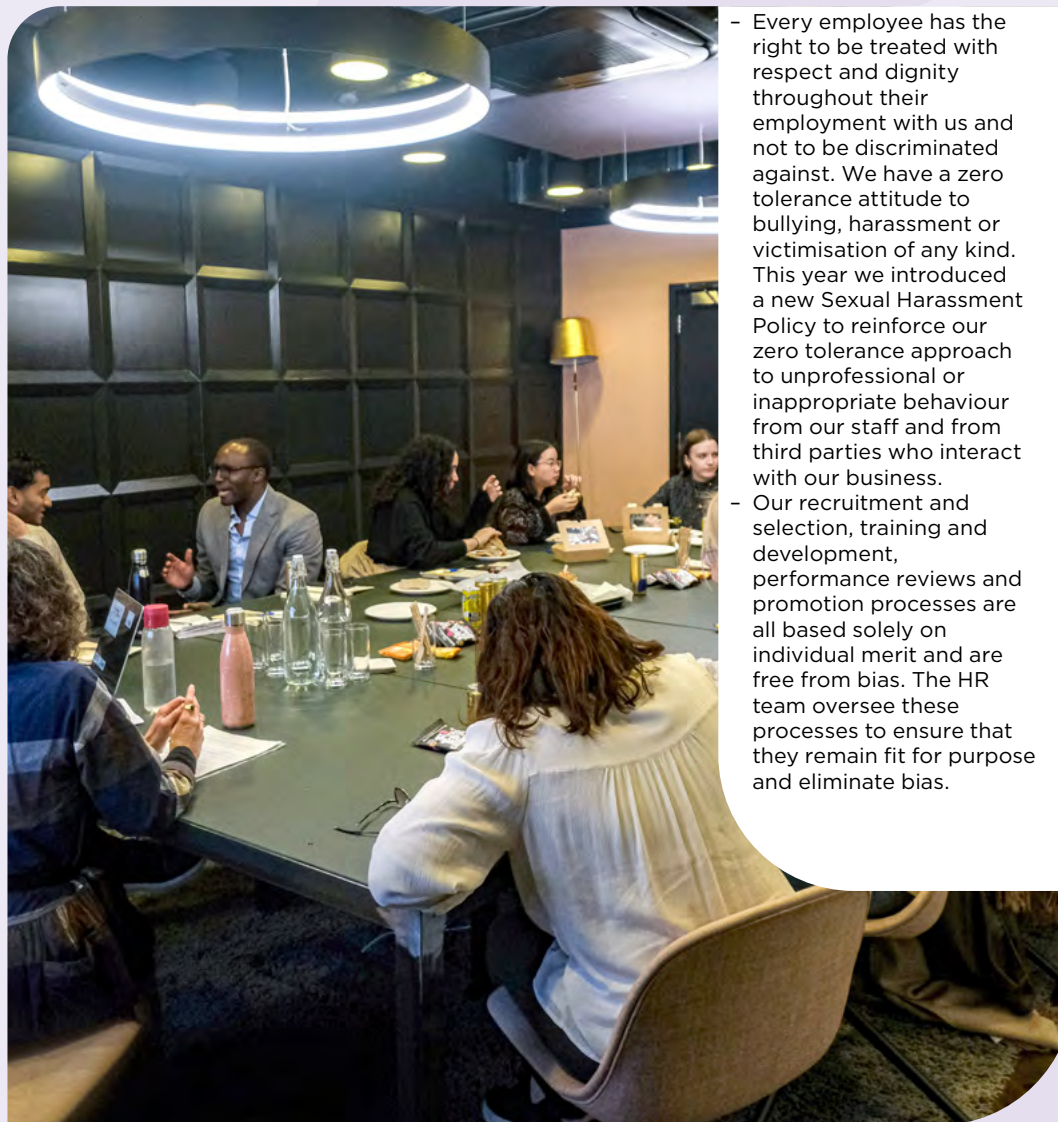 – Every employee has the
right to be treated with
respect and dignity
throughout their
employment with us and
not to be discriminated
against. We have a zero
tolerance attitude to
bullying, harassment or
victimisation of any kind.
This year we introduced
a new Sexual Harassment
Policy to reinforce our
zero tolerance approach
to unprofessional or
inappropriate behaviour
from our staff and from
third parties who interact
with our business.
– Our recruitment and
selection, training and
development,
performance reviews and
promotion processes are
all based solely on
individual merit and are
free from bias. The HR
team oversee these
processes to ensure that
they remain fit for purpose
and eliminate bias.